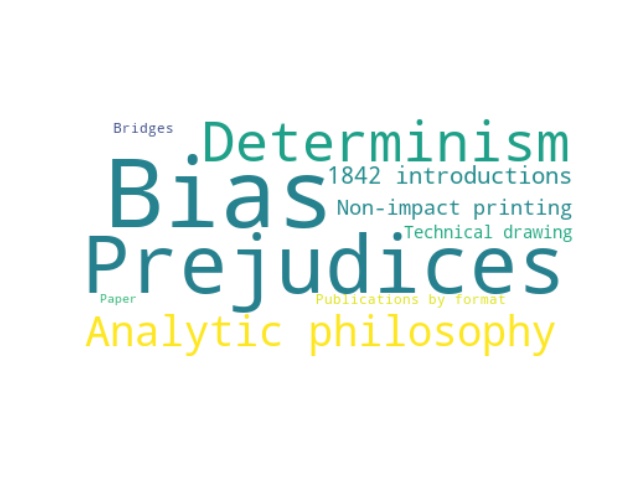 Bridges
Determinism
Bias
1842 introductions
Non-impact printing
Technical drawing
Prejudices
Paper
Publications by format
Analytic philosophy